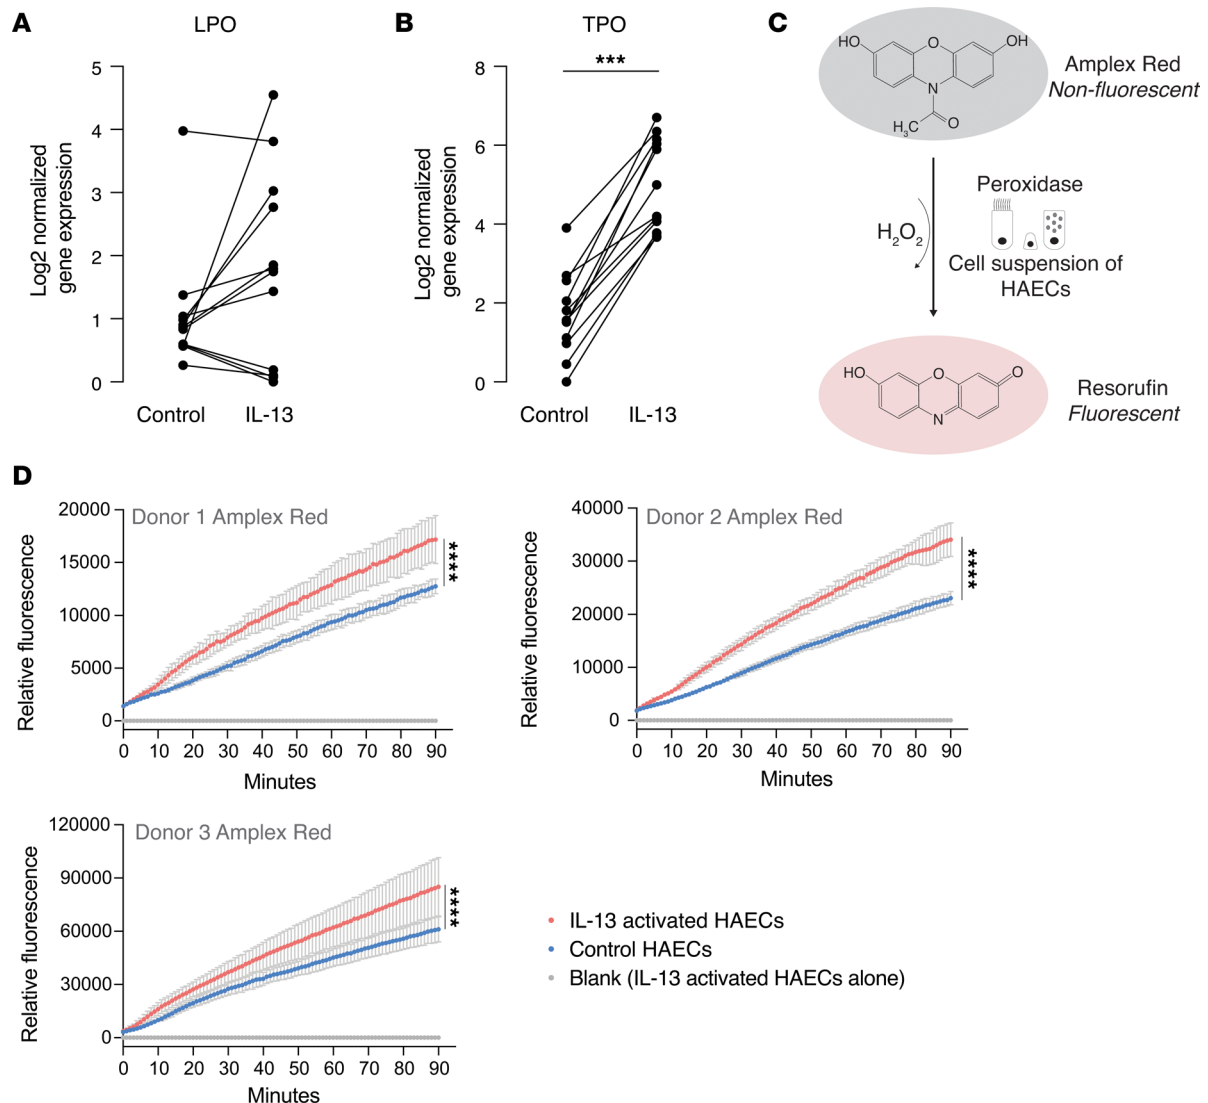 A
LPO
Log2 normalized
gene expression
5
4
3
2
1
0
Control
IL-13
B
TPO
***
Log2 normalized
gene expression
8
6
4
2
0
Control
IL-13
C
HO
O
OH
N
H3C
O
Amplex Red
Non-fluorescent
Peroxidase
H2O2
Cell suspension of
HAECs
HO
O
O
N
Resorufin
Fluorescent
D
Donor 1 Amplex Red
Relative fluorescence
20000
15000
10000
5000
0
****
0 10 20 30 40 50 60 70 80 90
Minutes
Donor 2 Amplex Red
Relative fluorescence
40000
30000
20000
10000
0
****
0 10 20 30 40 50 60 70 80 90
Minutes
Donor 3 Amplex Red
Relative fluorescence
120000
90000
60000
30000
0
****
0 10 20 30 40 50 60 70 80 90
Minutes
IL-13 activated HAECs
Control HAECs
Blank (IL-13 activated HAECs alone)